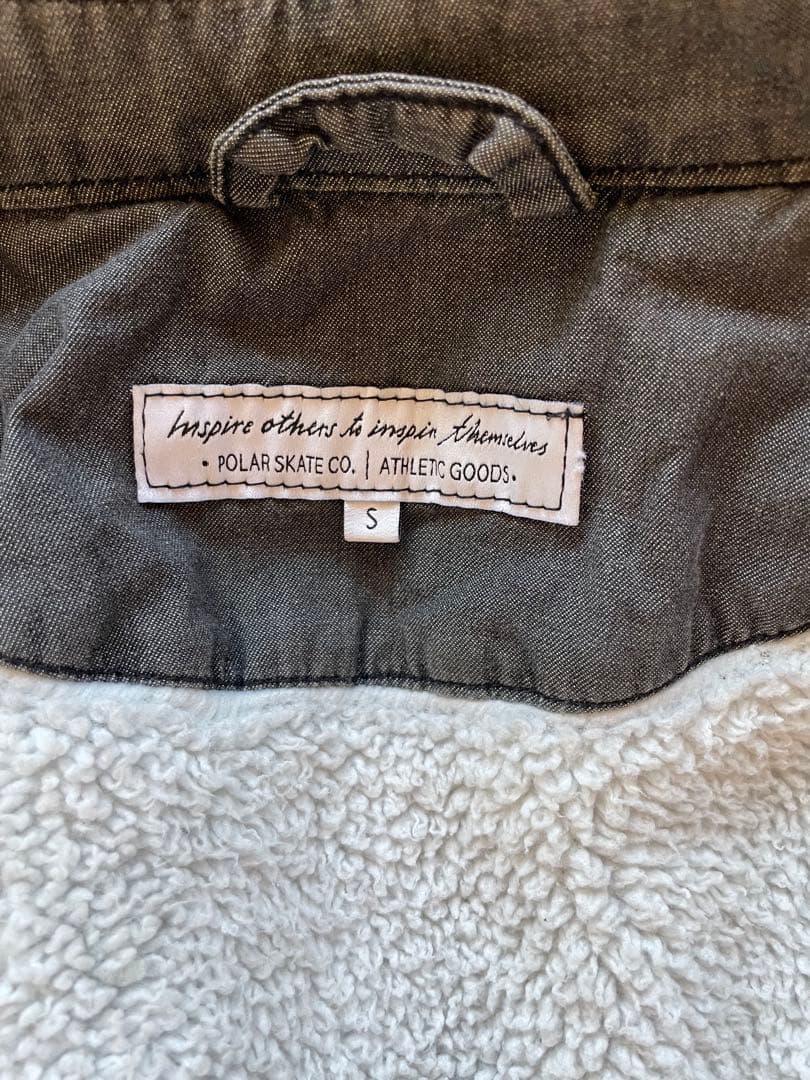 Inspire others to inspire themselves
• POLAR SKATE CO. | ATHLETIC GOODS •
S